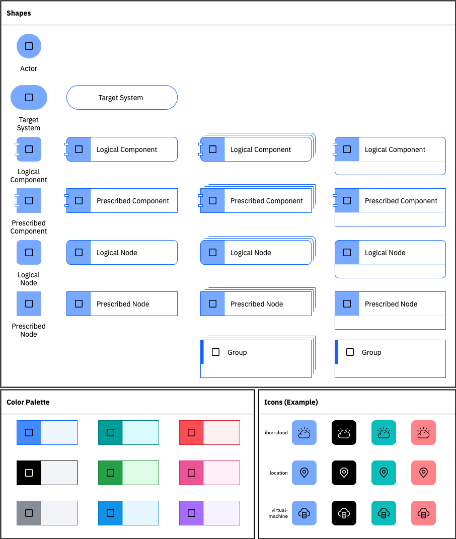 Shapes
Actor
Target
System
Target System
Logical
Component
Logical Component
Logical Component
Logical Component
Prescribed
Component
Prescribed Component
Prescribed Component
Prescribed Component
Logical
Node
Logical Node
Logical Node
Logical Node
Prescribed
Node
Prescribed Node
Prescribed Node
Prescribed Node
Group
Group
Color Palette
Icons (Example)
ibm-cloud
location
virtual-
machine